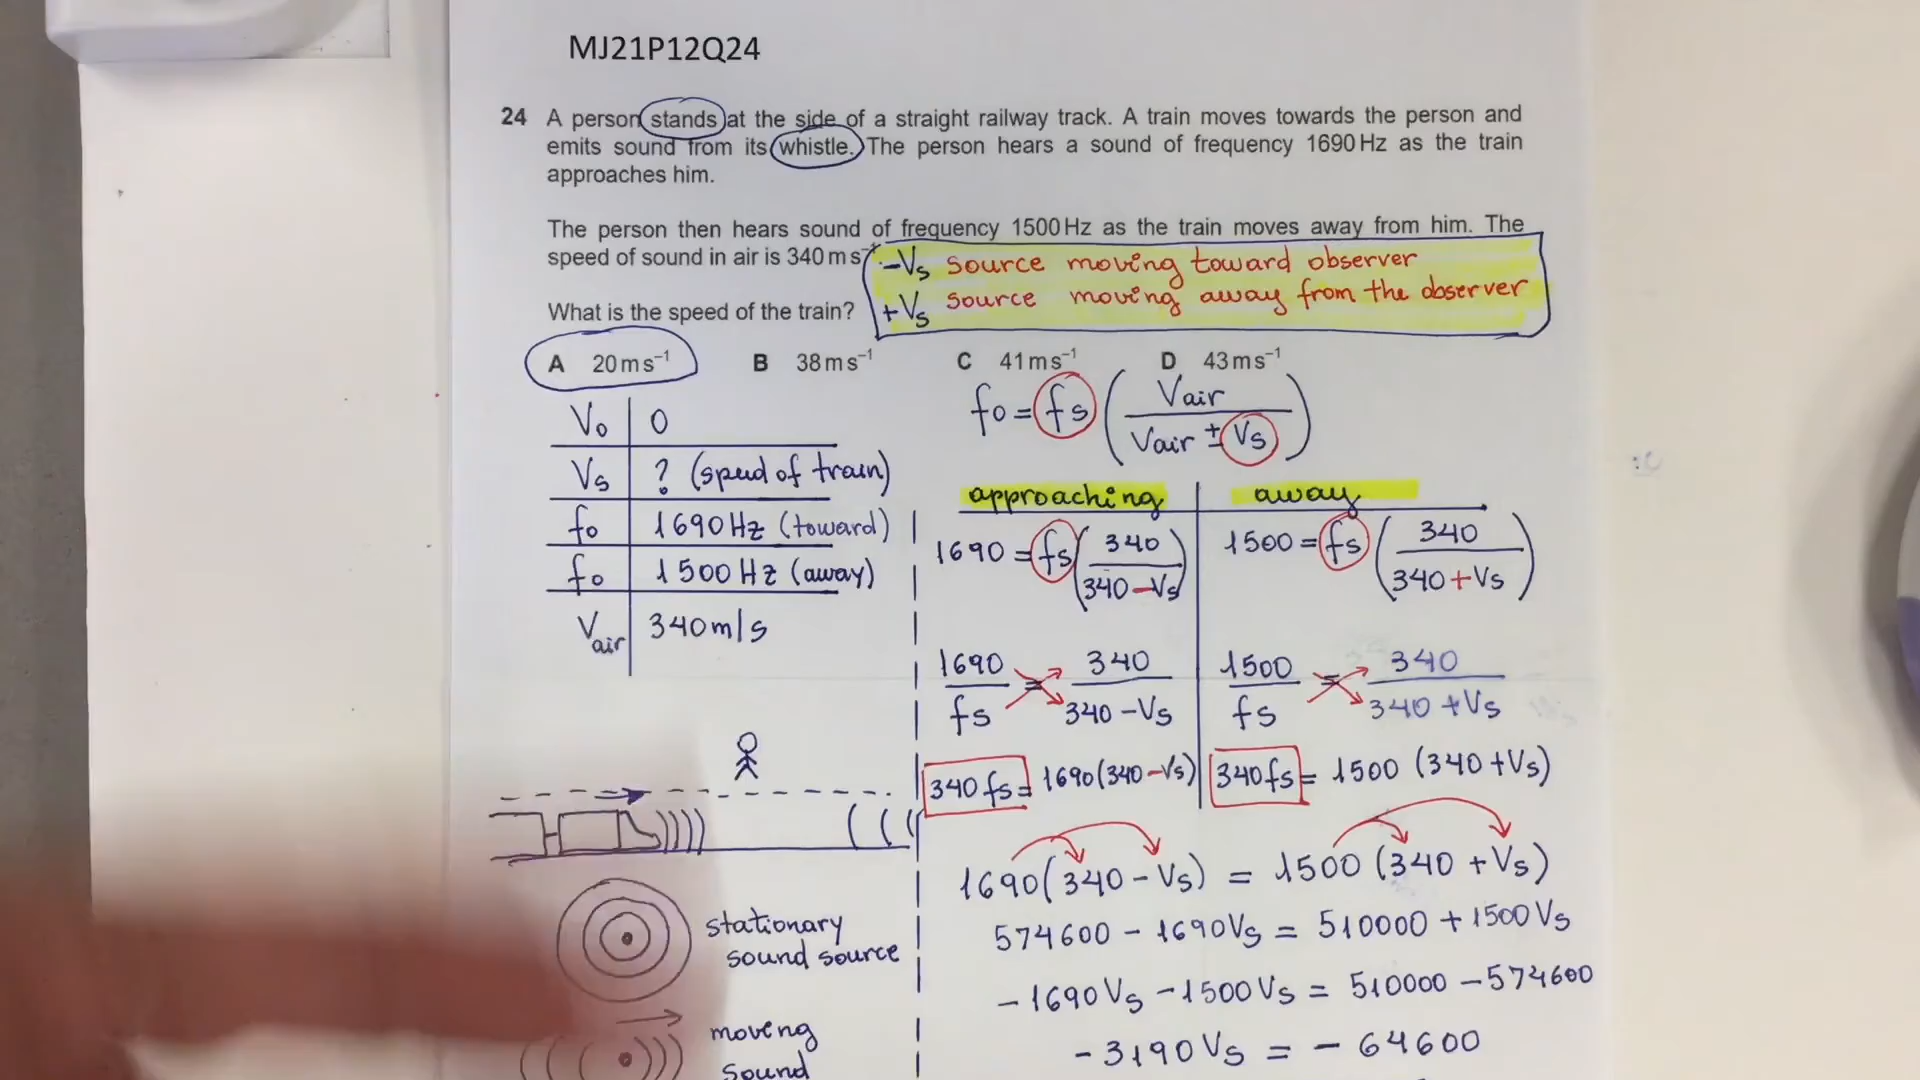 MJ21P12Q24
24 A person stands at the side of a straight railway track. A train moves towards the person and
emits sound from its whistle. The person hears a sound of frequency 1690 Hz as the train
approaches him.
The person then hears sound of frequency 1500 Hz as the train moves away from him. The
speed of sound in air is 340 m s⁻¹.
-Vs source moving toward observer
+Vs source moving away from the observer
What is the speed of the train?
A 20 m s⁻¹ B 38 m s⁻¹ C 41 m s⁻¹ D 43 m s⁻¹
fo = fs (Vair / Vair ± Vs)
Vo 0
Vs ? (speed of train)
fo 1690 Hz (toward)
fo 1500 Hz (away)
Vair 340 m/s
approaching away
1690 = fs (340 / 340 - Vs) 1500 = fs (340 / 340 + Vs)
1690 / fs = 340 / 340 - Vs 1500 / fs = 340 / 340 + Vs
340 fs = 1690 (340 - Vs) 340 fs = 1500 (340 + Vs)
1690 (340 - Vs) = 1500 (340 + Vs)
574600 - 1690 Vs = 510000 + 1500 Vs
-1690 Vs - 1500 Vs = 510000 - 574600
-3190 Vs = -64600
stationary
sound source
moving
sound